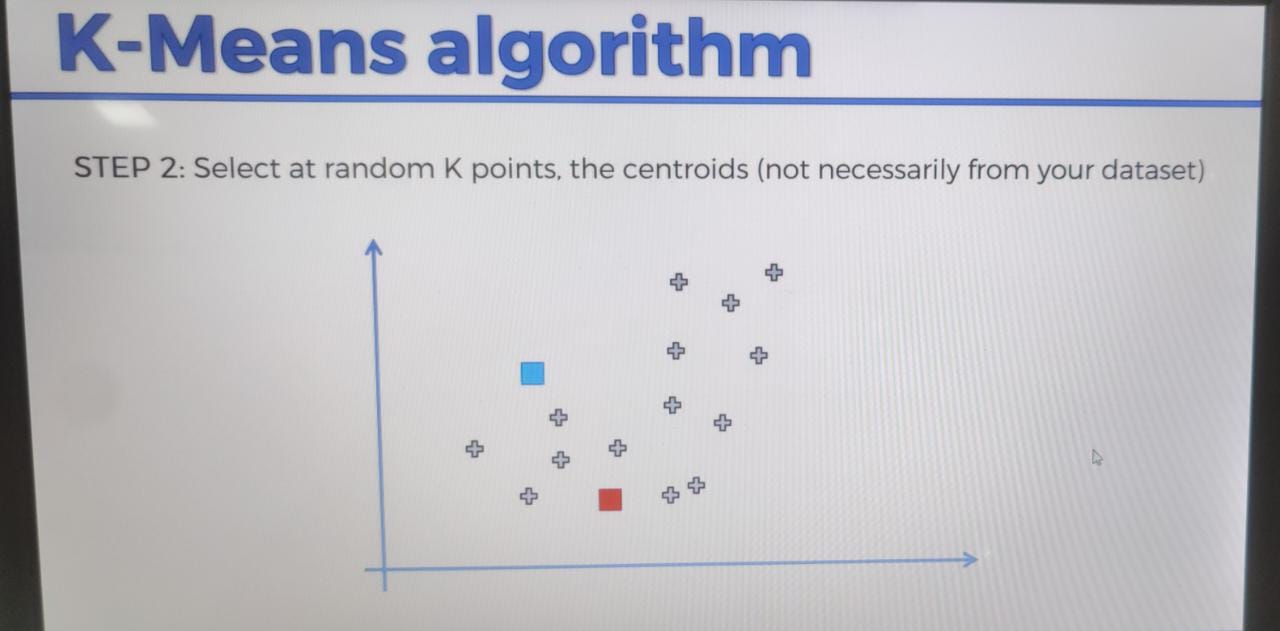 K-Means algorithm
STEP 2: Select at random K points, the centroids (not necessarily from your dataset)